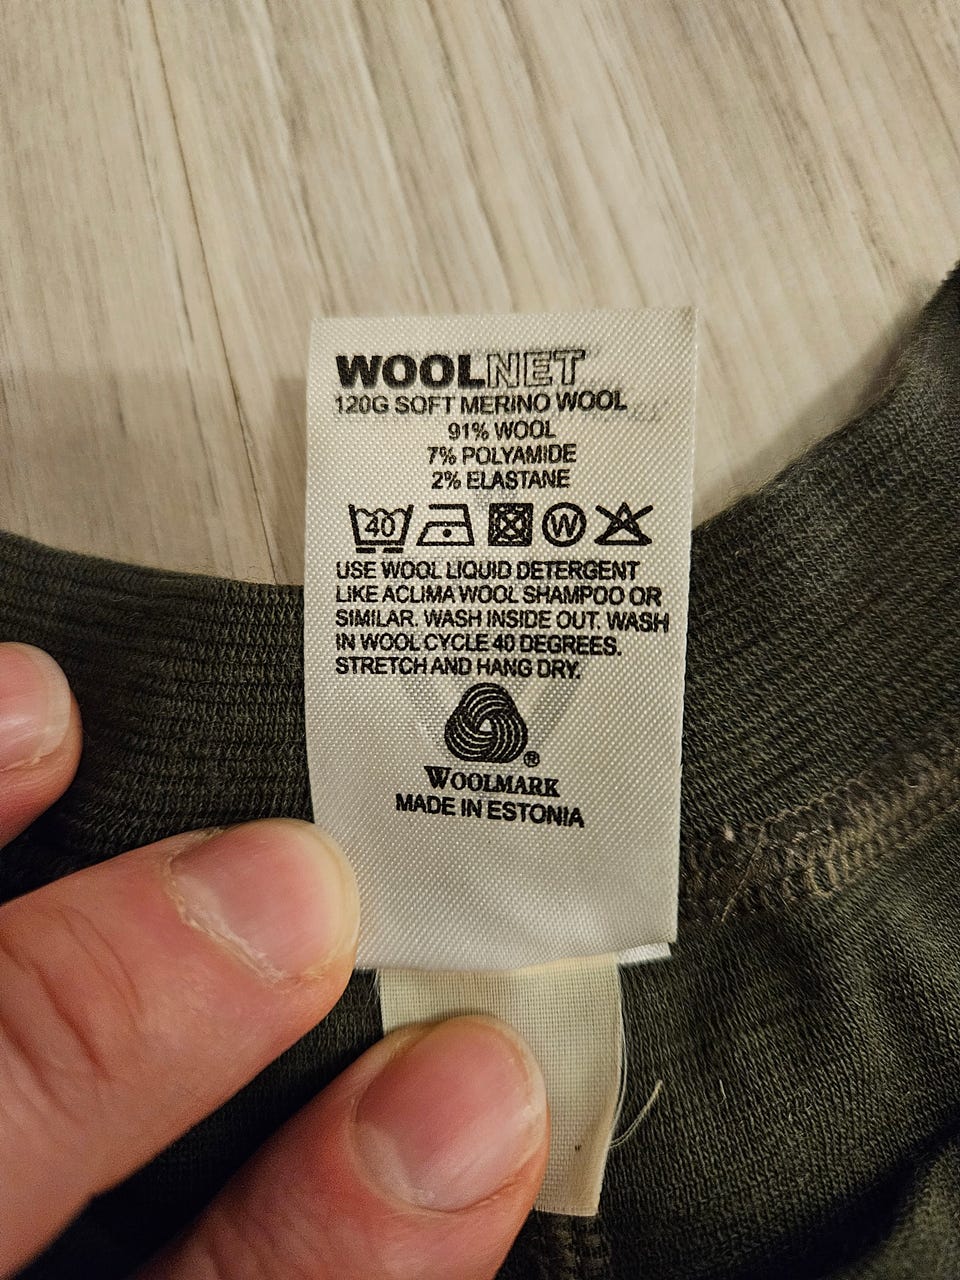 WOOLNET
120G SOFT MERINO WOOL
91% WOOL
7% POLYAMIDE
2% ELASTANE
40 W
USE WOOL LIQUID DETERGENT
LIKE ACLIMA WOOL SHAMPOO OR
SIMILAR. WASH INSIDE OUT. WASH
IN WOOL CYCLE 40 DEGREES.
STRETCH AND HANG DRY.
®
WOOLMARK
MADE IN ESTONIA